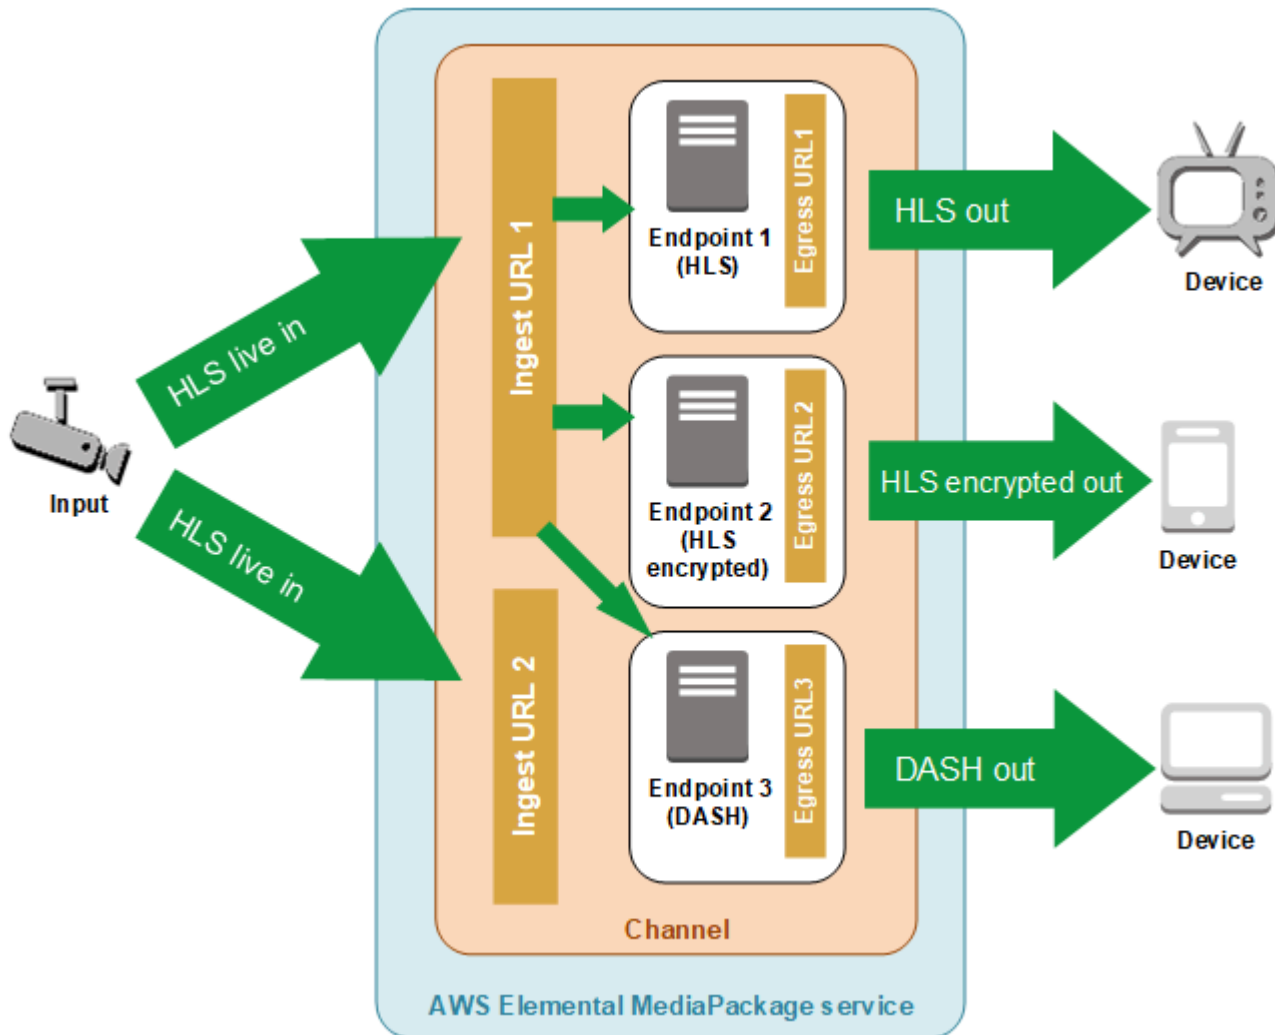 HLS live in
Input
HLS live in
Ingest URL 1
Ingest URL 2
Endpoint 1
(HLS)
Egress URL1
HLS out
Device
Endpoint 2
(HLS
encrypted)
Egress URL2
HLS encrypted out
Device
Endpoint 3
(DASH)
Egress URL3
DASH out
Device
Channel
AWS Elemental MediaPackage service